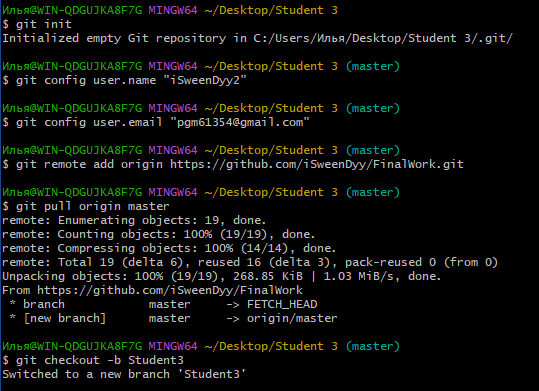 Илья@WIN-QDGUJKA8F7G MINGW64 ~/Desktop/Student 3
$ git init
Initialized empty Git repository in C:/Users/Илья/Desktop/Student 3/.git/
Илья@WIN-QDGUJKA8F7G MINGW64 ~/Desktop/Student 3 (master)
$ git config user.name "iSweenDyy2"
Илья@WIN-QDGUJKA8F7G MINGW64 ~/Desktop/Student 3 (master)
$ git config user.email "pgm61354@gmail.com"
Илья@WIN-QDGUJKA8F7G MINGW64 ~/Desktop/Student 3 (master)
$ git remote add origin https://github.com/iSweenDyy/FinalWork.git
Илья@WIN-QDGUJKA8F7G MINGW64 ~/Desktop/Student 3 (master)
$ git pull origin master
remote: Enumerating objects: 19, done.
remote: Counting objects: 100% (19/19), done.
remote: Compressing objects: 100% (14/14), done.
remote: Total 19 (delta 6), reused 16 (delta 3), pack-reused 0 (from 0)
Unpacking objects: 100% (19/19), 268.85 KiB | 1.03 MiB/s, done.
From https://github.com/iSweenDyy/FinalWork
 * branch            master     -> FETCH_HEAD
 * [new branch]      master     -> origin/master
Илья@WIN-QDGUJKA8F7G MINGW64 ~/Desktop/Student 3 (master)
$ git checkout -b Student3
Switched to a new branch 'Student3'